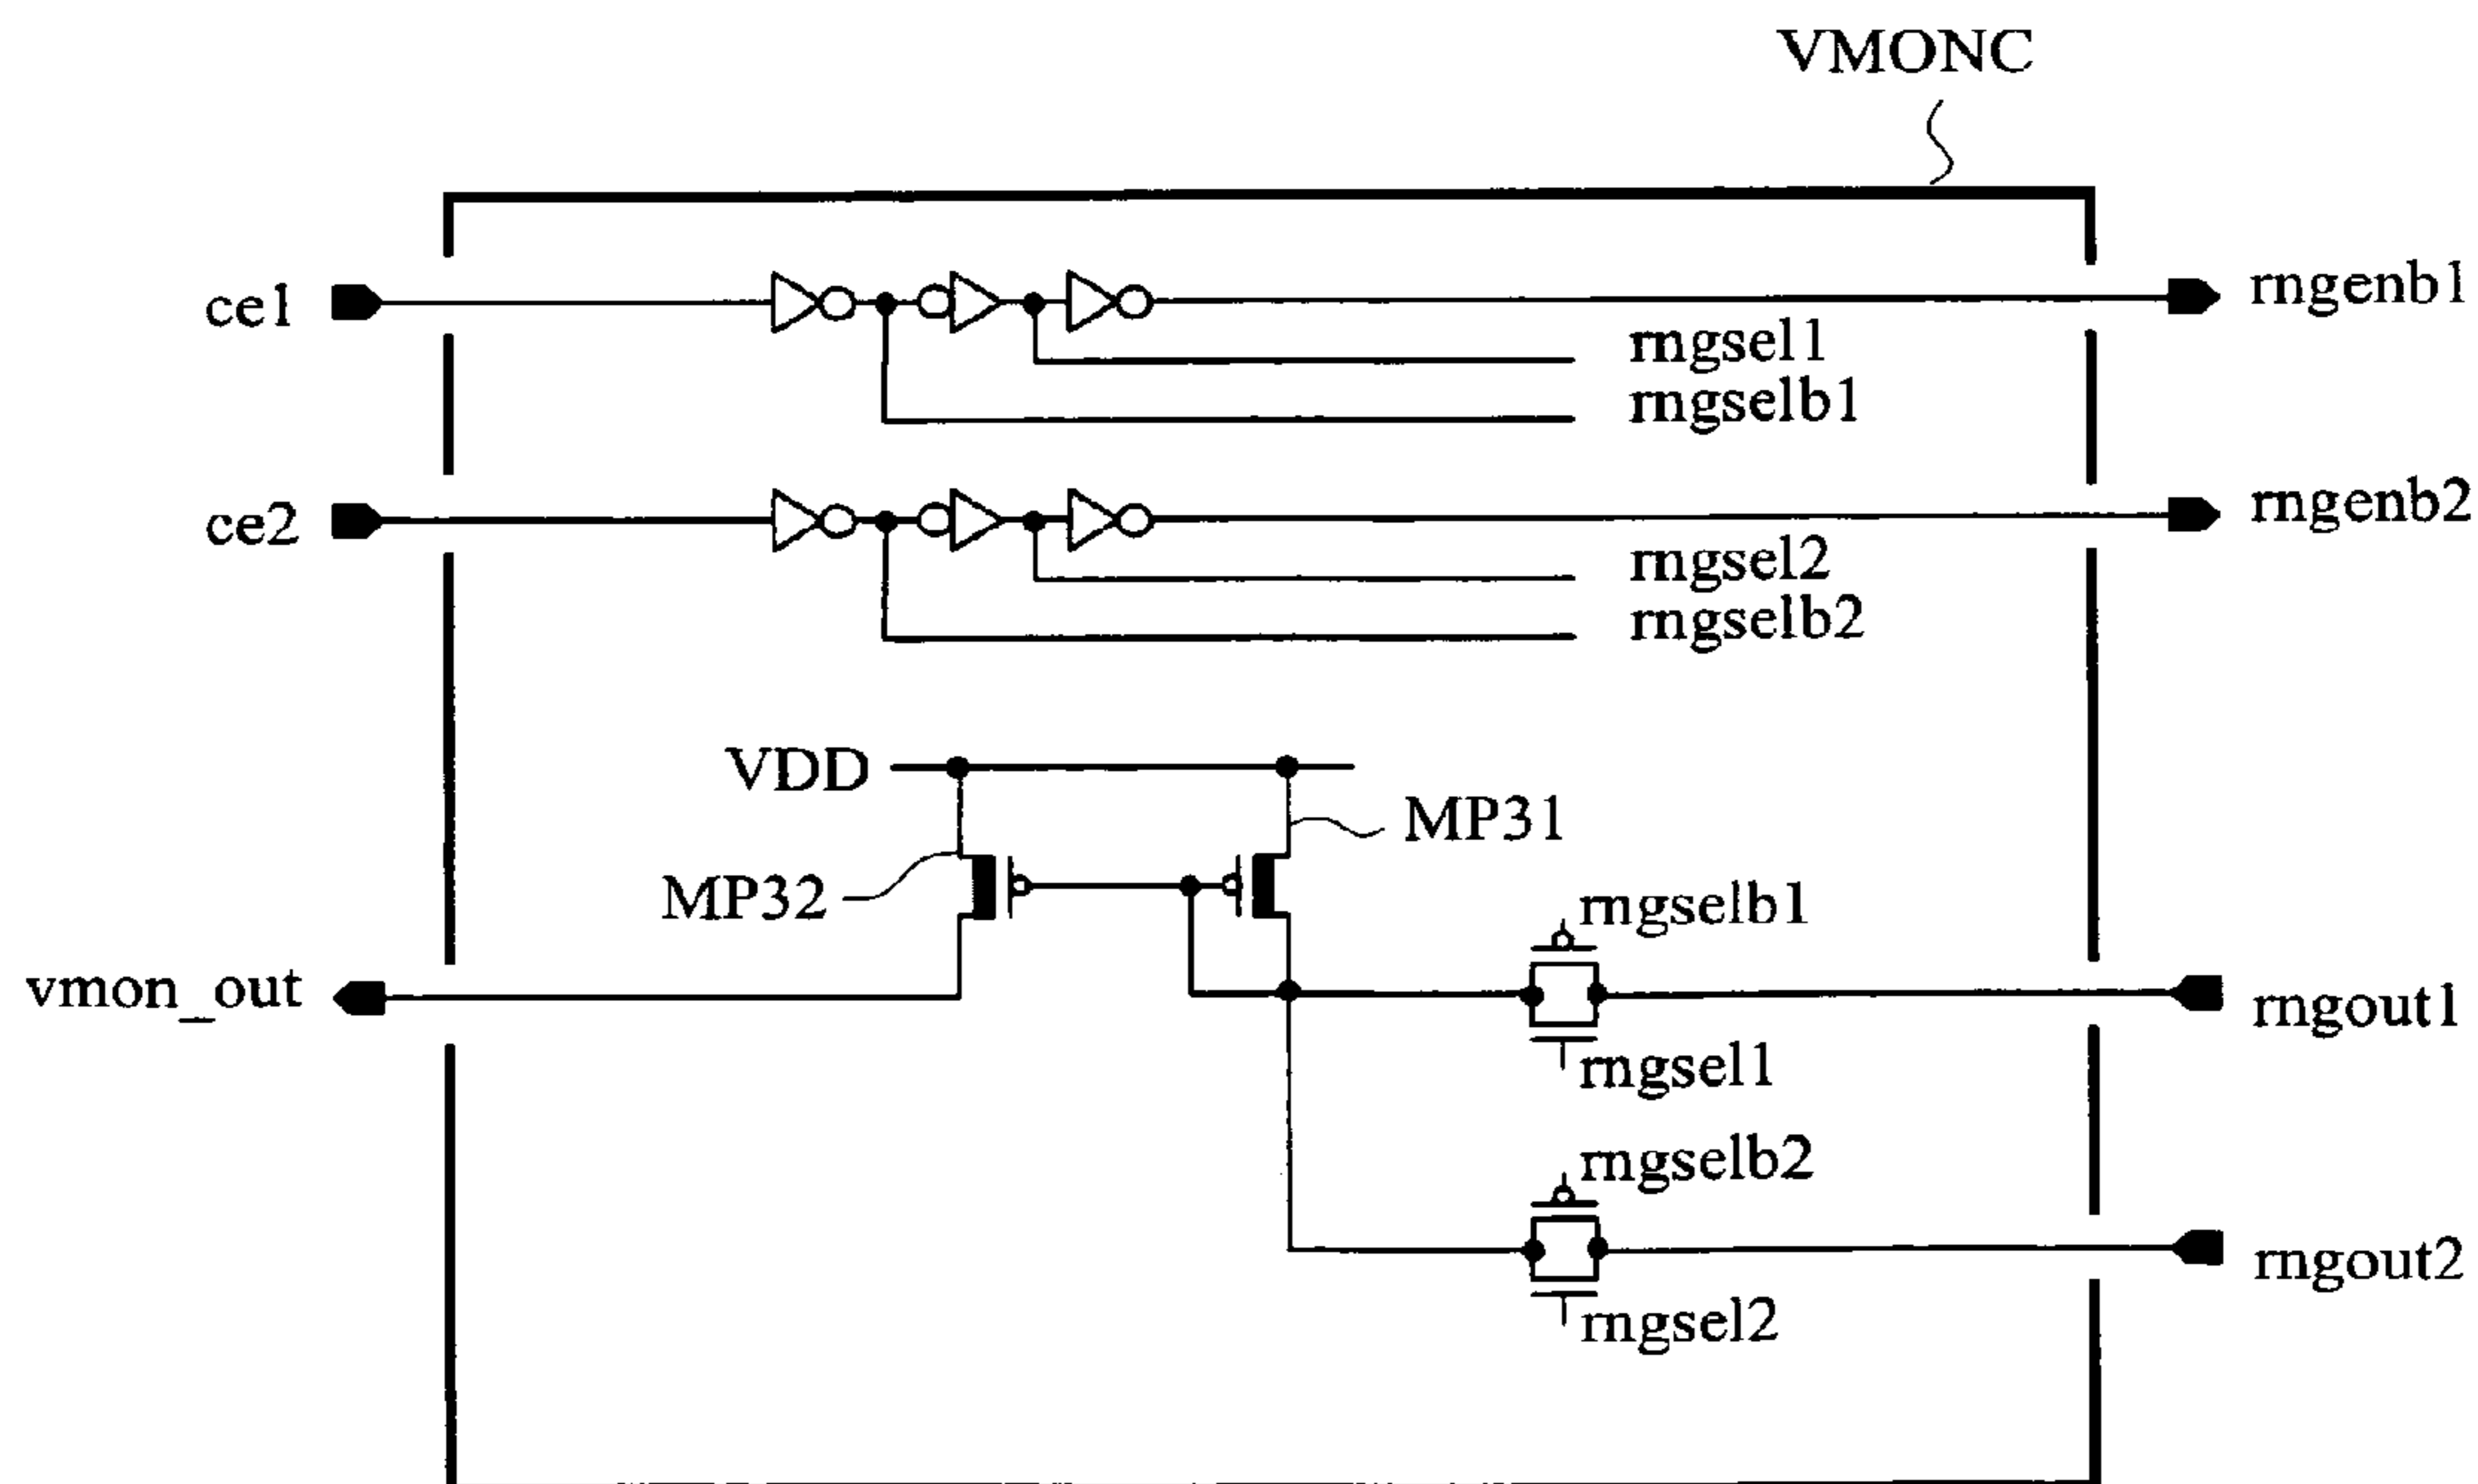 VMONC
ce1
rngenb1
rngsel1
rngselb1
ce2
rngenb2
rngsel2
rngselb2
VDD
MP31
MP32
rngselb1
vmon_out
rngout1
rngsel1
rngselb2
rngout2
rngsel2